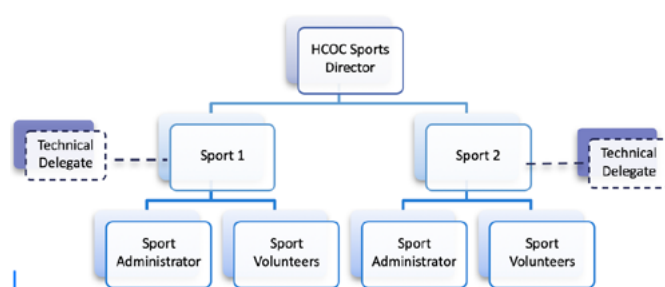 HCOC Sports
Director
Technical
Delegate
Sport 1
Sport 2
Technical
Delegate
Sport
Administrator
Sport
Volunteers
Sport
Administrator
Sport
Volunteers